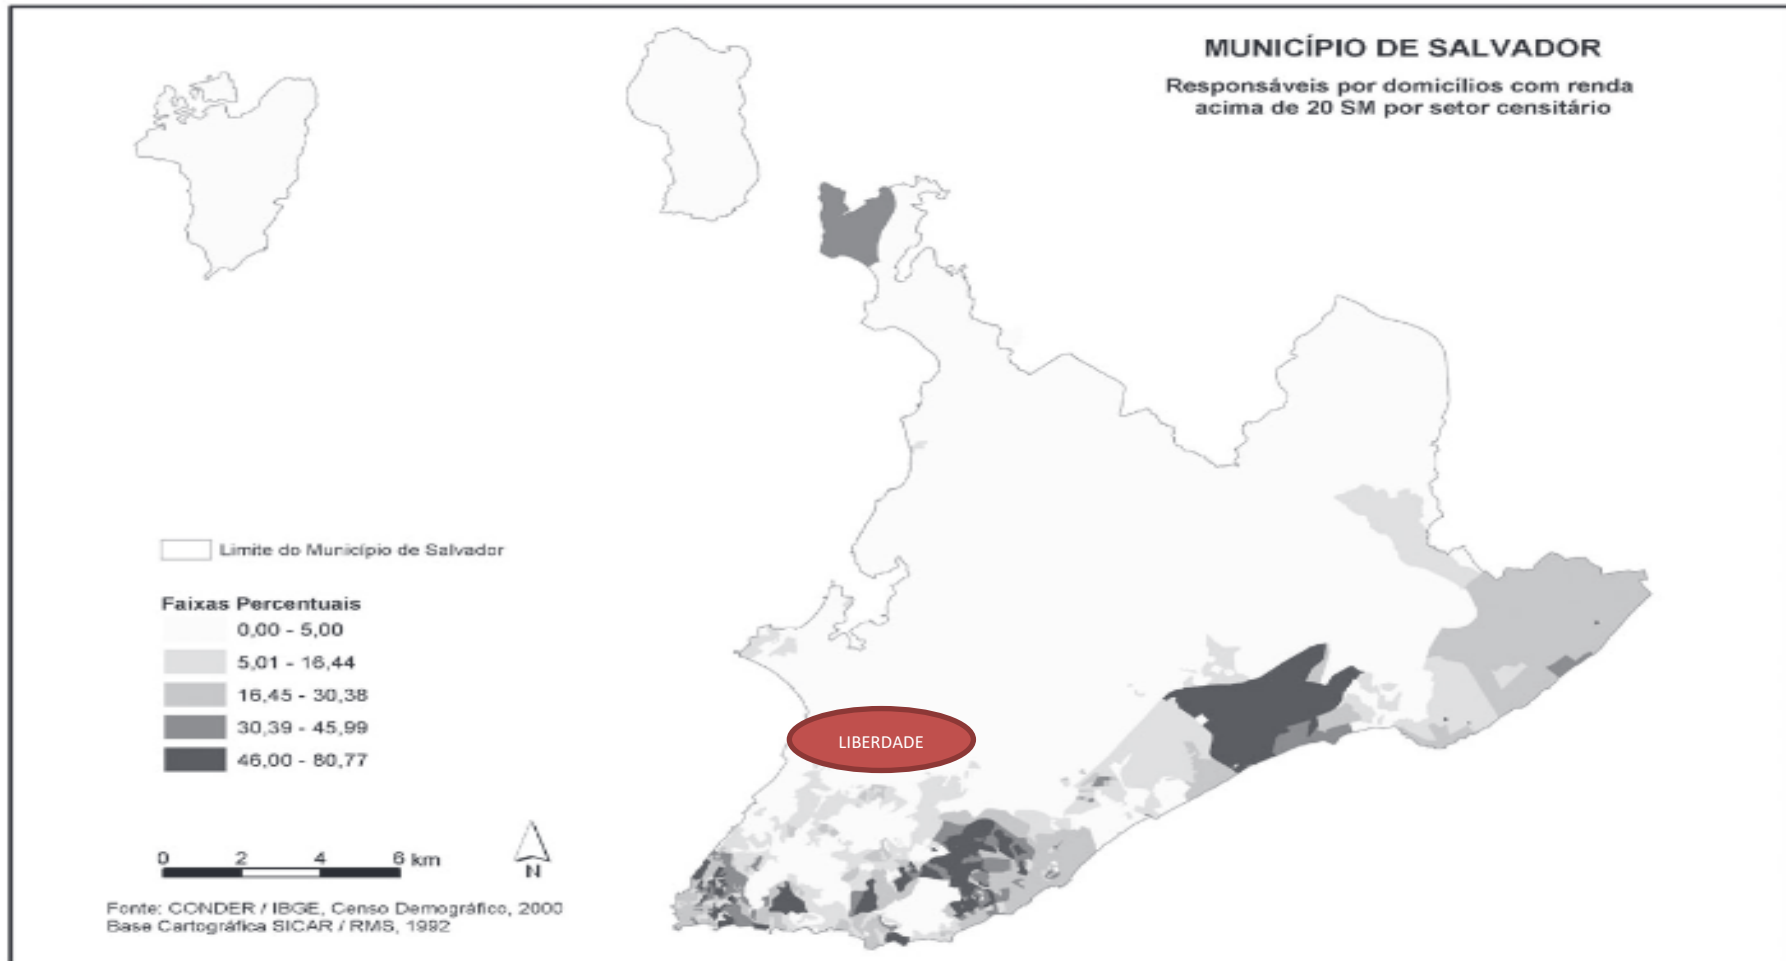 MUNICÍPIO DE SALVADOR
Responsáveis por domicílios com renda
acima de 20 SM por setor censitário
LIBERDADE
Limite do Município de Salvador
Faixas Percentuais
0,00 - 5,00
5,01 - 16,44
16,45 - 30,38
30,39 - 45,99
46,00 - 80,77
0 2 4 6 km
N
Fonte: CONDER / IBGE, Censo Demográfico, 2000
Base Cartográfica SICAR / RMS, 1992